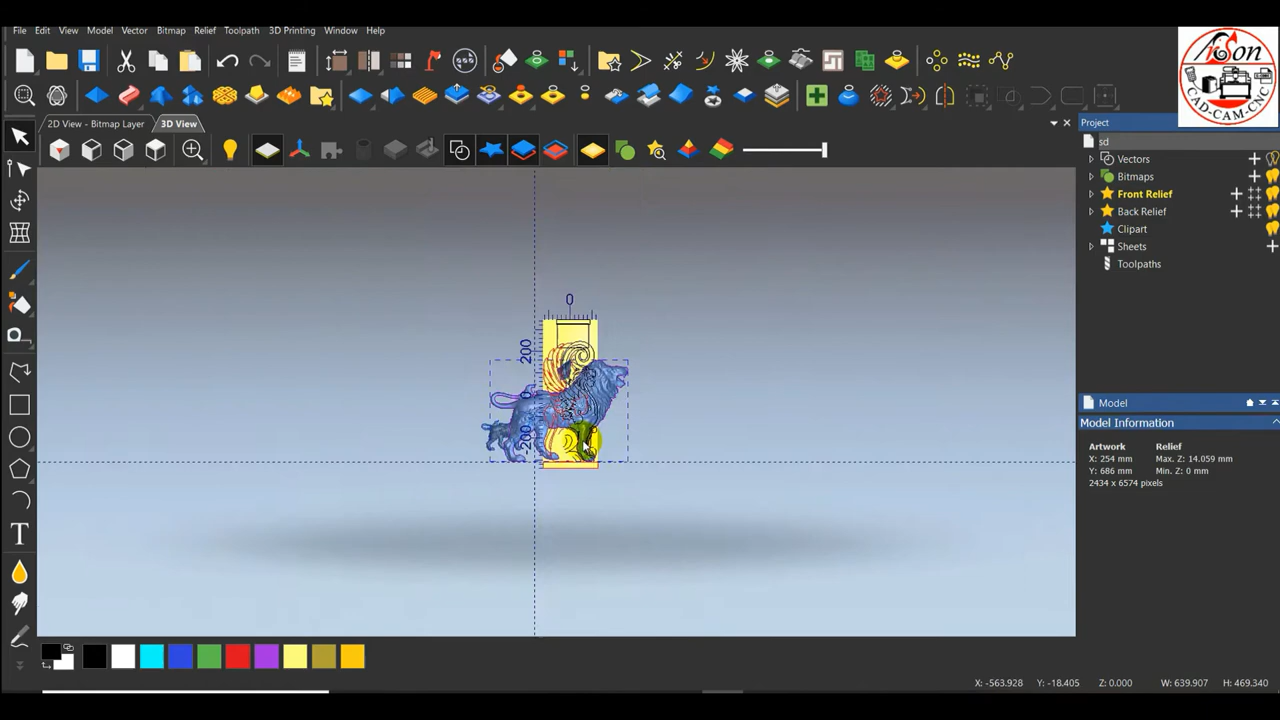 File Edit View Model Vector Bitmap Relief Toolpath 3D Printing Window Help
CAD-CAM-CNC
2D View - Bitmap Layer
3D View
Project
sd
Vectors
Bitmaps
Front Relief
Back Relief
Clipart
Sheets
Toolpaths
0
200
0
-200
Model
Model Information
Artwork Relief
X: 254 mm Max. Z: 14.059 mm
Y: 686 mm Min. Z: 0 mm
2434 x 6574 pixels
X: -563.928 Y: -18.405 Z: 0.000 W: 639.907 H: 469.340